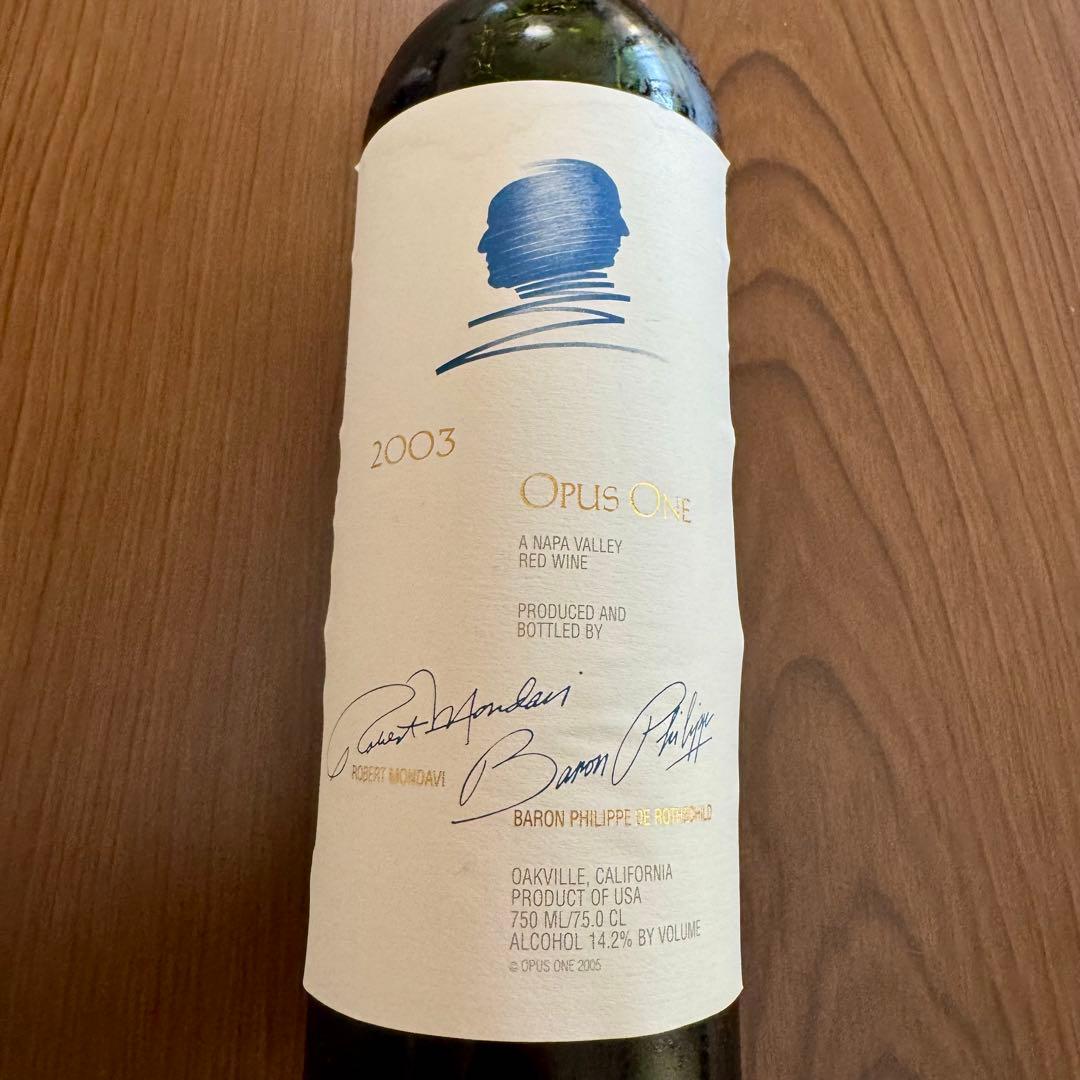 2003
OPUS ONE
A NAPA VALLEY
RED WINE
PRODUCED AND
BOTTLED BY
Robert Mondavi
Baron Philippe
ROBERT MONDAVI
BARON PHILIPPE DE ROTHSCHILD
OAKVILLE, CALIFORNIA
PRODUCT OF USA
750 ML/75.0 CL
ALCOHOL 14.2% BY VOLUME
© OPUS ONE 2005